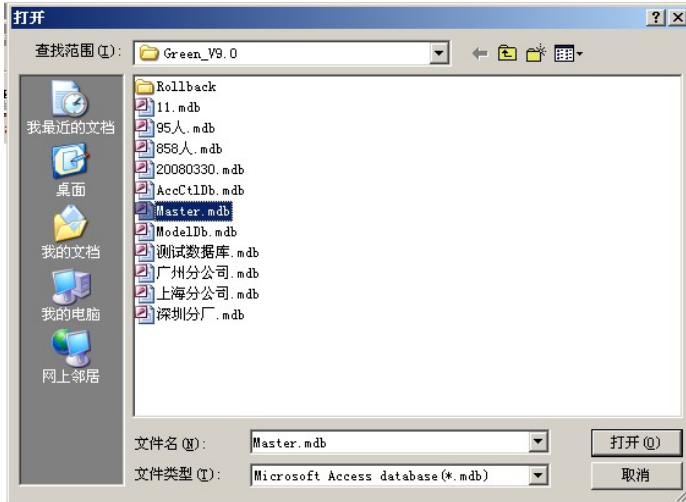 打开
查找范围(I):
Green_V9.0
Rollback
11.mdb
95人.mdb
858人.mdb
20080330.mdb
AccCtlDb.mdb
Master.mdb
ModelDb.mdb
测试数据库.mdb
广州分公司.mdb
上海分公司.mdb
深圳分厂.mdb
我最近的文档
桌面
我的文档
我的电脑
网上邻居
文件名(N): Master.mdb 打开(O)
文件类型(T): Microsoft Access database(*.mdb) 取消